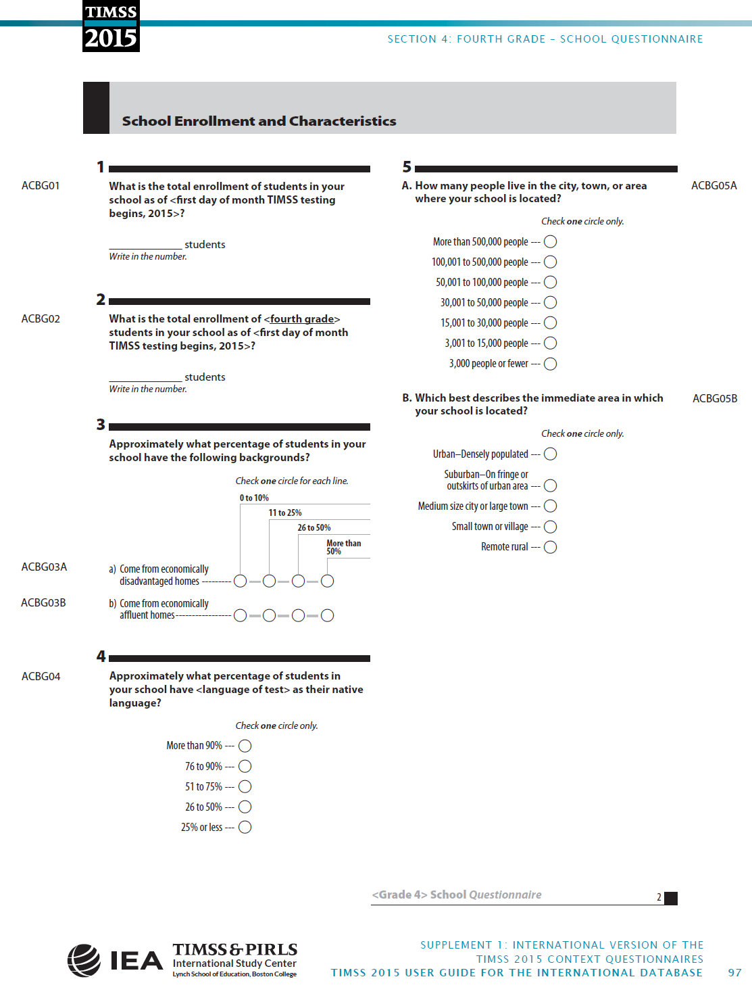 TIMSS
2015
SECTION 4: FOURTH GRADE – SCHOOL QUESTIONNAIRE
School Enrollment and Characteristics
1
ACBG01
What is the total enrollment of students in your
school as of <first day of month TIMSS testing
begins, 2015>?
_____________ students
Write in the number.
2
ACBG02
What is the total enrollment of <fourth grade>
students in your school as of <first day of month
TIMSS testing begins, 2015>?
_____________ students
Write in the number.
3
Approximately what percentage of students in your
school have the following backgrounds?
Check one circle for each line.
0 to 10%
11 to 25%
26 to 50%
More than
50%
ACBG03A
a) Come from economically
disadvantaged homes ---------
ACBG03B
b) Come from economically
affluent homes-----------------
4
ACBG04
Approximately what percentage of students in
your school have <language of test> as their native
language?
Check one circle only.
More than 90% ---
76 to 90% ---
51 to 75% ---
26 to 50% ---
25% or less ---
5
A. How many people live in the city, town, or area
where your school is located?
ACBG05A
Check one circle only.
More than 500,000 people ---
100,001 to 500,000 people ---
50,001 to 100,000 people ---
30,001 to 50,000 people ---
15,001 to 30,000 people ---
3,001 to 15,000 people ---
3,000 people or fewer ---
B. Which best describes the immediate area in which
your school is located?
ACBG05B
Check one circle only.
Urban–Densely populated ---
Suburban–On fringe or
outskirts of urban area ---
Medium size city or large town ---
Small town or village ---
Remote rural ---
<Grade 4> School Questionnaire
2
IEA
TIMSS & PIRLS
International Study Center
Lynch School of Education, Boston College
SUPPLEMENT 1: INTERNATIONAL VERSION OF THE
TIMSS 2015 CONTEXT QUESTIONNAIRES
TIMSS 2015 USER GUIDE FOR THE INTERNATIONAL DATABASE 97